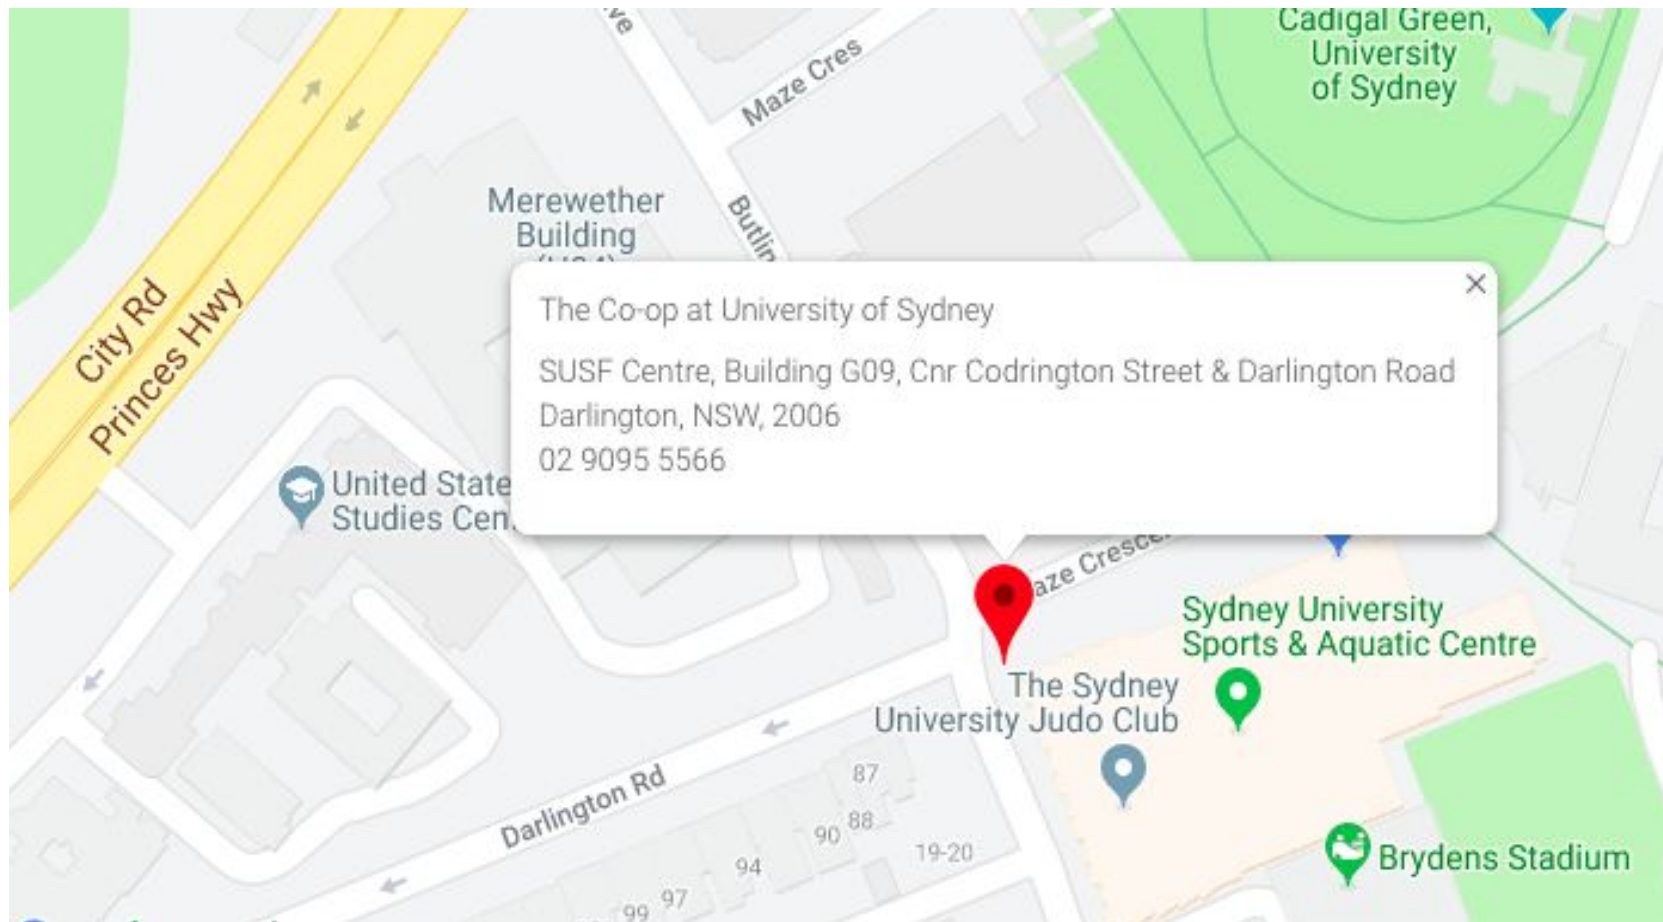 Cadigal Green,
University
of Sydney
Maze Cres
Merewether
Building
City Rd
Princes Hwy
The Co-op at University of Sydney
SUSF Centre, Building G09, Cnr Codrington Street & Darlington Road
Darlington, NSW, 2006
02 9095 5566
United State
Studies Cen
Sydney University
Sports & Aquatic Centre
The Sydney
University Judo Club
Darlington Rd
87
88
90
19-20
94
97
99
Brydens Stadium